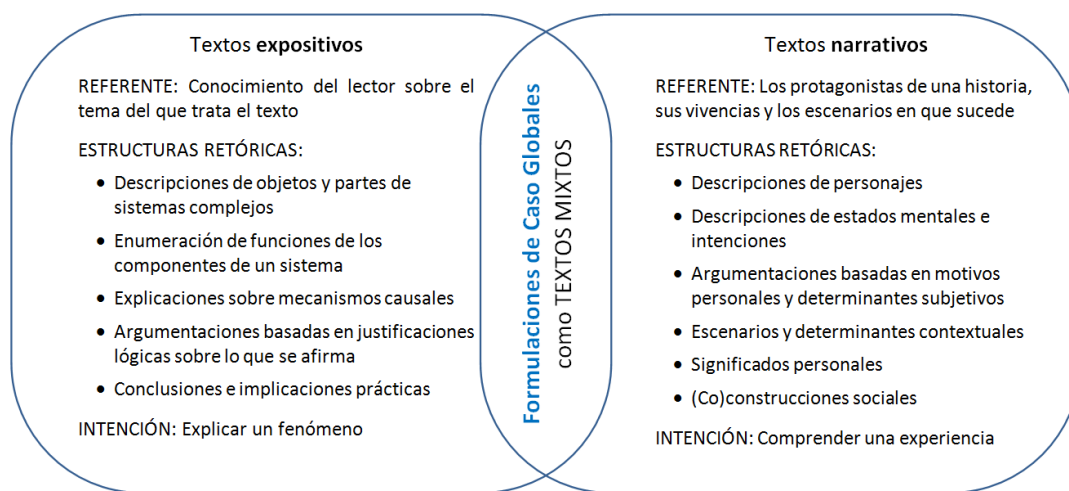 Textos expositivos
REFERENTE: Conocimiento del lector sobre el
tema del que trata el texto
ESTRUCTURAS RETÓRICAS:
• Descripciones de objetos y partes de
sistemas complejos
• Enumeración de funciones de los
componentes de un sistema
• Explicaciones sobre mecanismos causales
• Argumentaciones basadas en justificaciones
lógicas sobre lo que se afirma
• Conclusiones e implicaciones prácticas
INTENCIÓN: Explicar un fenómeno
Formulaciones de Caso Globales
como TEXTOS MIXTOS
Textos narrativos
REFERENTE: Los protagonistas de una historia,
sus vivencias y los escenarios en que sucede
ESTRUCTURAS RETÓRICAS:
• Descripciones de personajes
• Descripciones de estados mentales e
intenciones
• Argumentaciones basadas en motivos
personales y determinantes subjetivos
• Escenarios y determinantes contextuales
• Significados personales
• (Co)construcciones sociales
INTENCIÓN: Comprender una experiencia